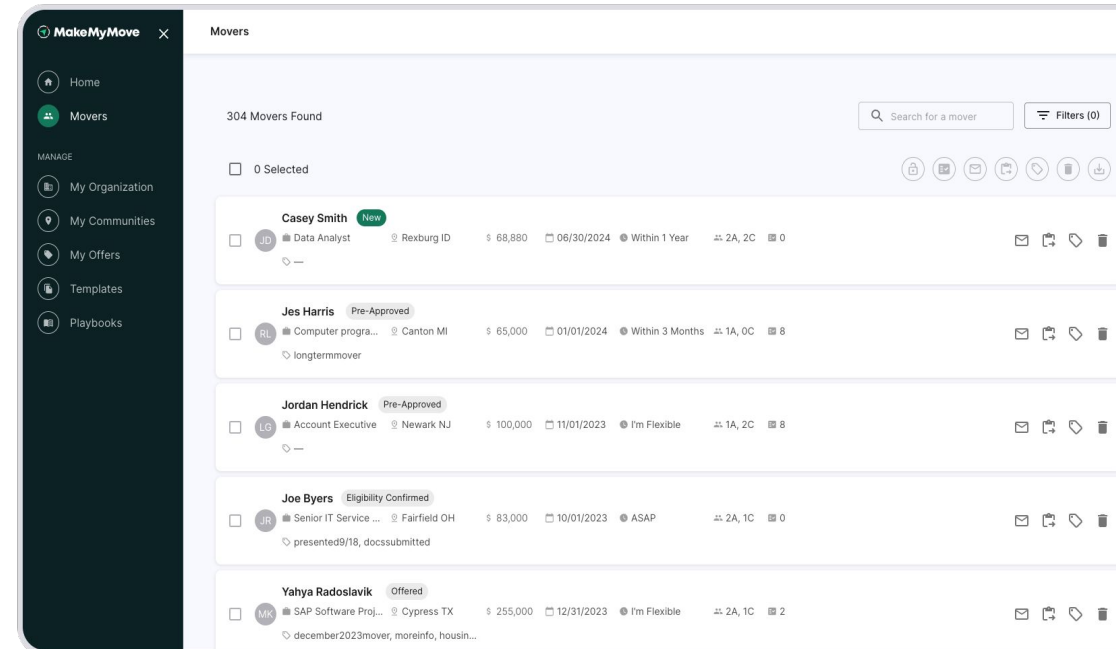 MakeMyMove
Movers
Home
Movers
MANAGE
My Organization
My Communities
My Offers
Templates
Playbooks
304 Movers Found
Search for a mover
Filters (0)
0 Selected
Casey Smith New
JD Data Analyst Rexburg ID $ 68,880 06/30/2024 Within 1 Year 2A, 2C 0
—
Jes Harris Pre-Approved
RL Computer progra... Canton MI $ 65,000 01/01/2024 Within 3 Months 1A, 0C 8
longtermmover
Jordan Hendrick Pre-Approved
LG Account Executive Newark NJ $ 100,000 11/01/2023 I'm Flexible 1A, 2C 8
—
Joe Byers Eligibility Confirmed
JR Senior IT Service ... Fairfield OH $ 83,000 10/01/2023 ASAP 2A, 1C 0
presented9/18, docssubmitted
Yahya Radoslavik Offered
MK SAP Software Proj... Cypress TX $ 255,000 12/31/2023 I'm Flexible 2A, 1C 2
december2023mover, moreinfo, housin...